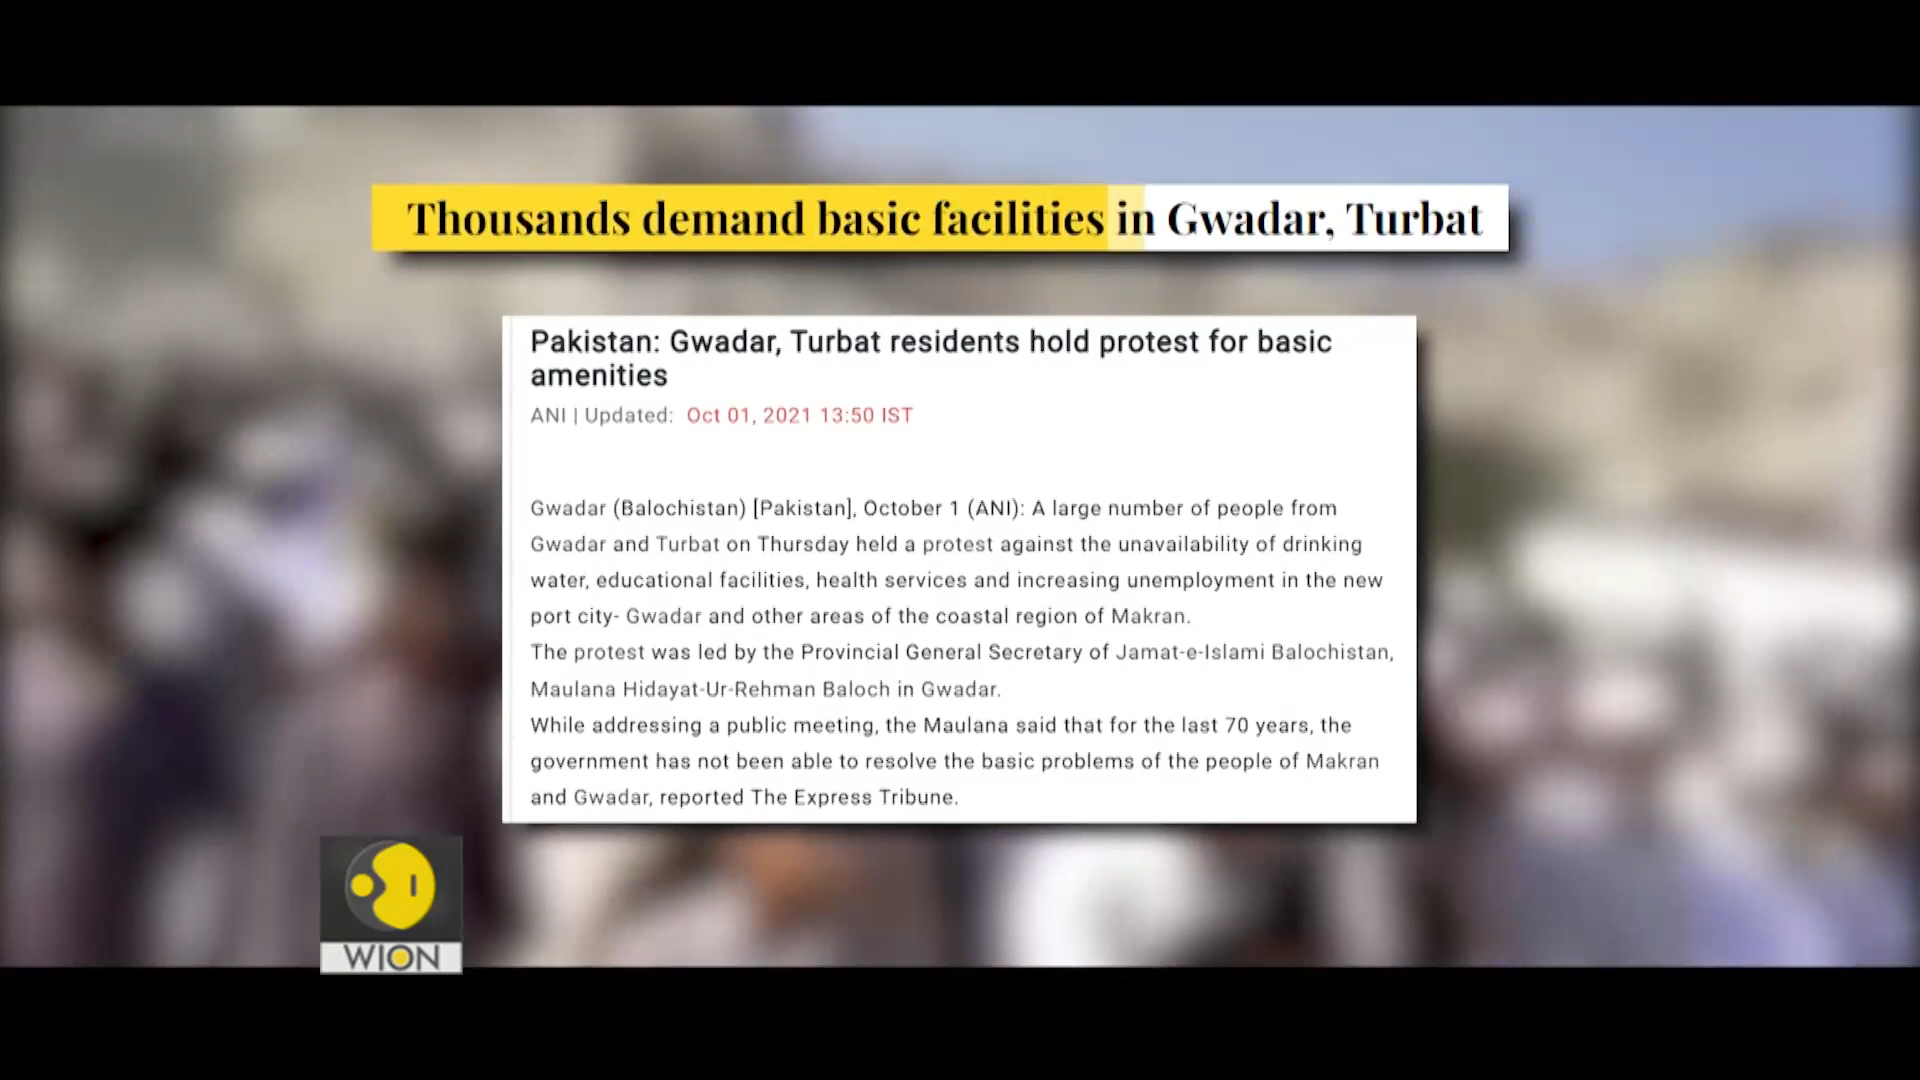 Thousands demand basic facilities in Gwadar, Turbat
Pakistan: Gwadar, Turbat residents hold protest for basic
amenities
ANI | Updated: Oct 01, 2021 13:50 IST
Gwadar (Balochistan) [Pakistan], October 1 (ANI): A large number of people from
Gwadar and Turbat on Thursday held a protest against the unavailability of drinking
water, educational facilities, health services and increasing unemployment in the new
port city- Gwadar and other areas of the coastal region of Makran.
The protest was led by the Provincial General Secretary of Jamat-e-Islami Balochistan,
Maulana Hidayat-Ur-Rehman Baloch in Gwadar.
While addressing a public meeting, the Maulana said that for the last 70 years, the
government has not been able to resolve the basic problems of the people of Makran
and Gwadar, reported The Express Tribune.
WION